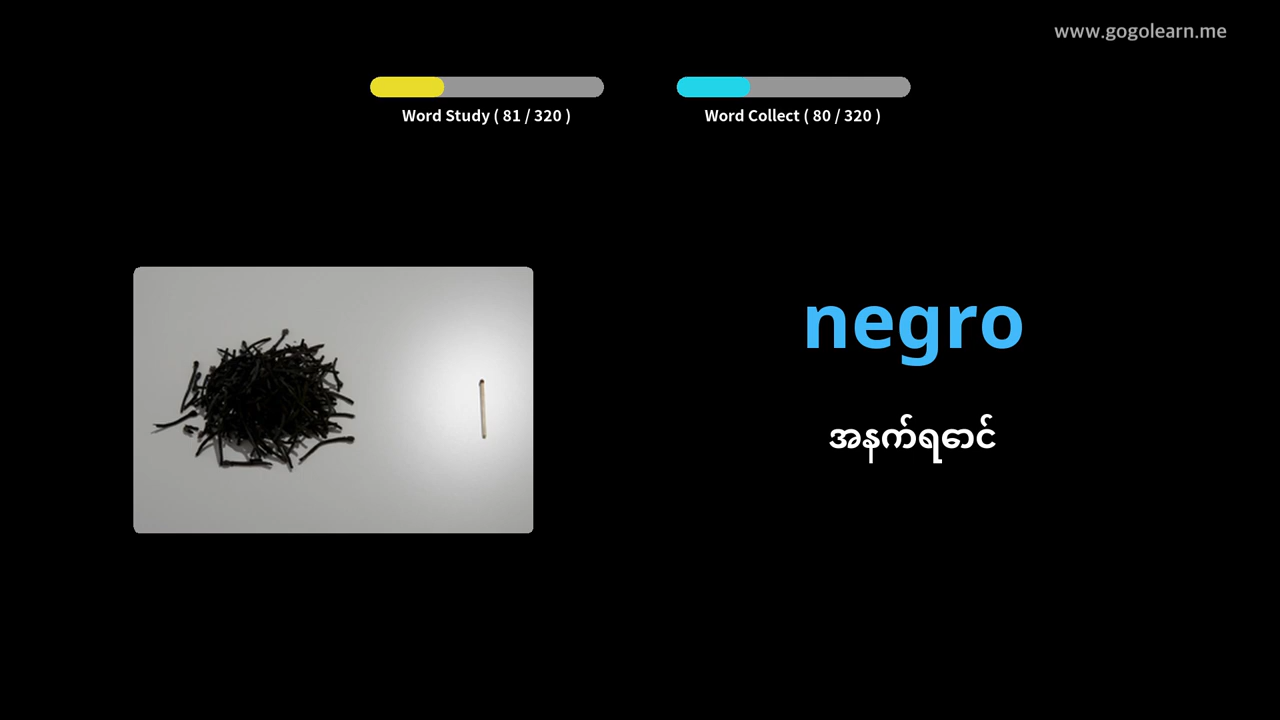 www.gogolearn.me
Word Study ( 81 / 320 )
Word Collect ( 80 / 320 )
negro
အနက်ရောင်